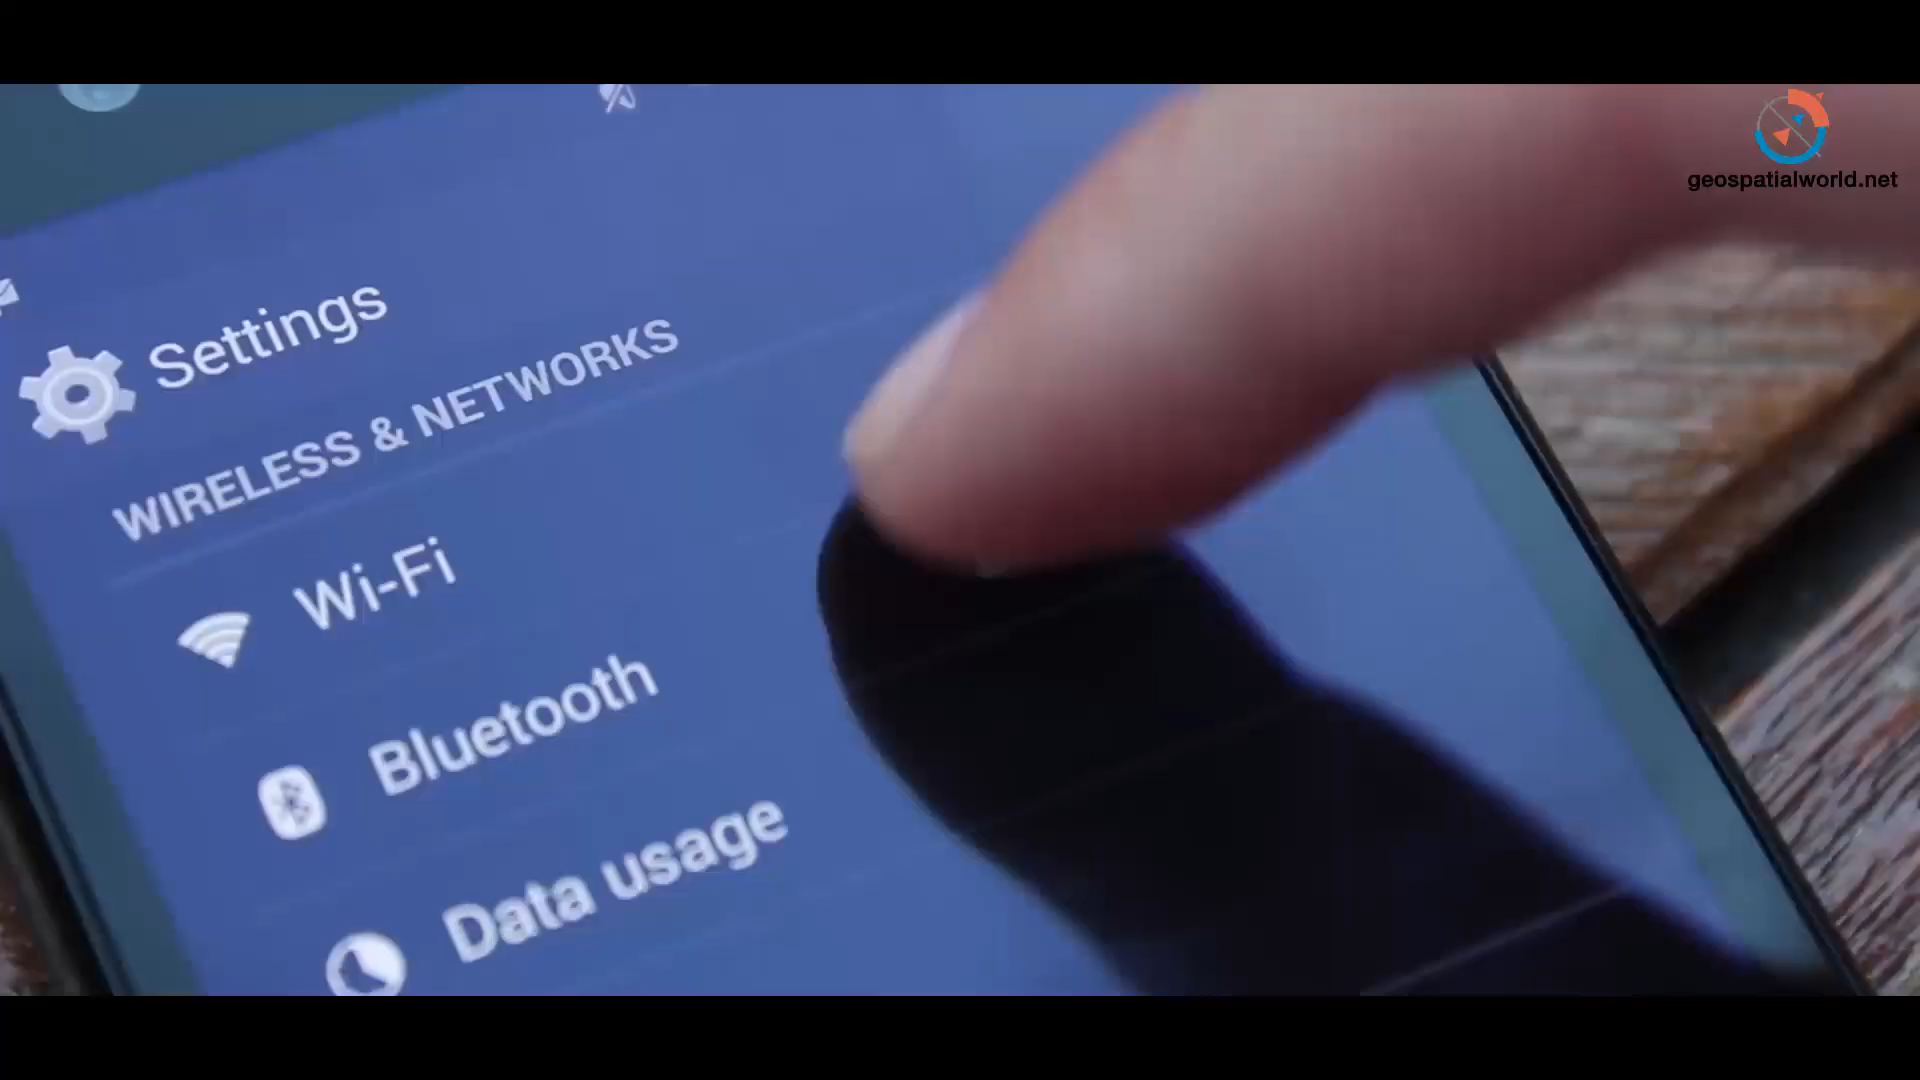 geospatialworld.net
Settings
WIRELESS & NETWORKS
Wi-Fi
Bluetooth
Data usage